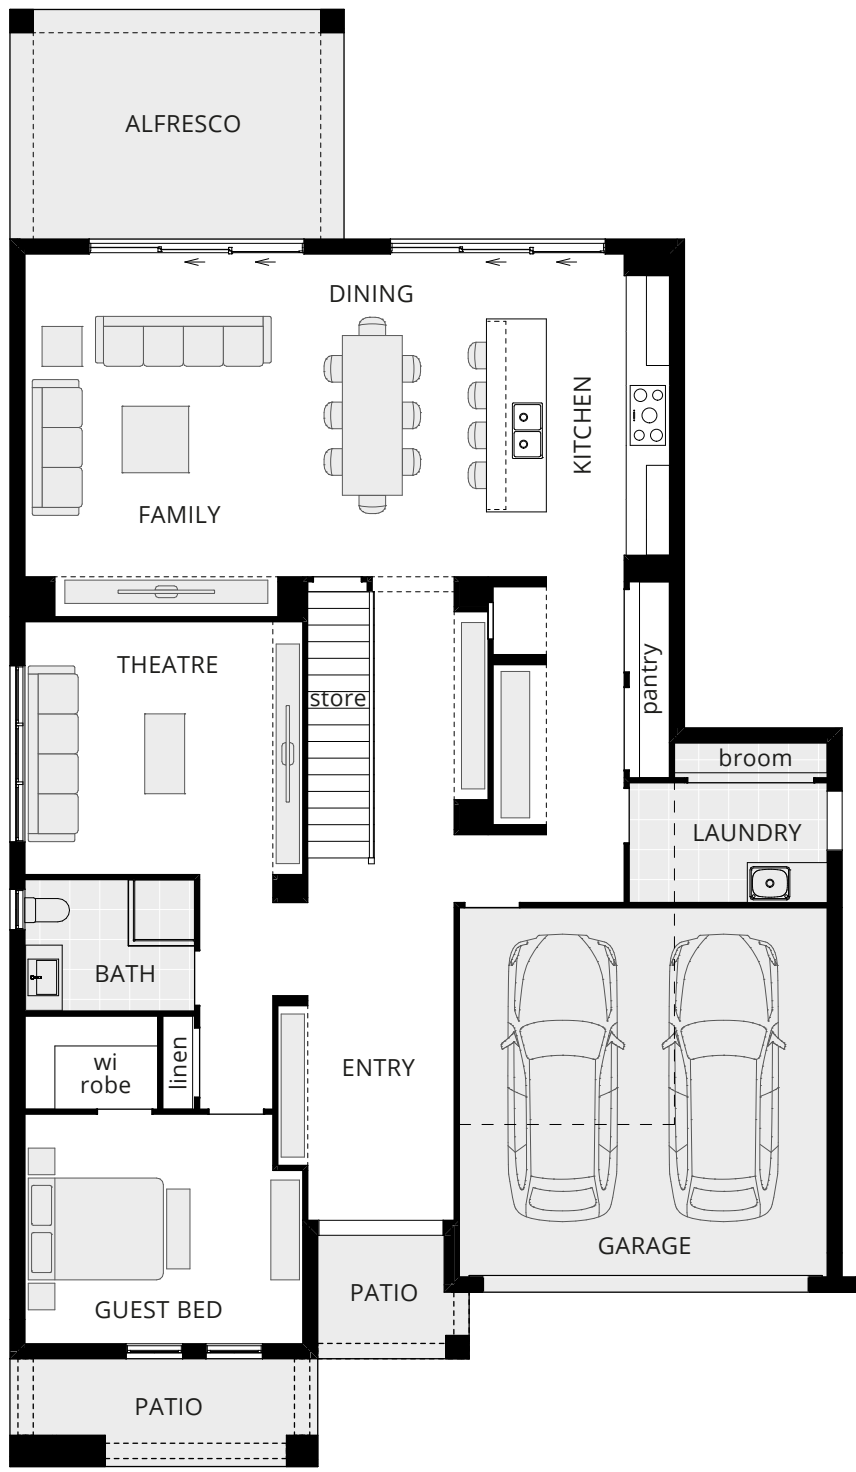 ALFRESCO
DINING
KITCHEN
FAMILY
THEATRE
store
pantry
broom
LAUNDRY
BATH
wi
robe
linen
ENTRY
GARAGE
GUEST BED
PATIO
PATIO